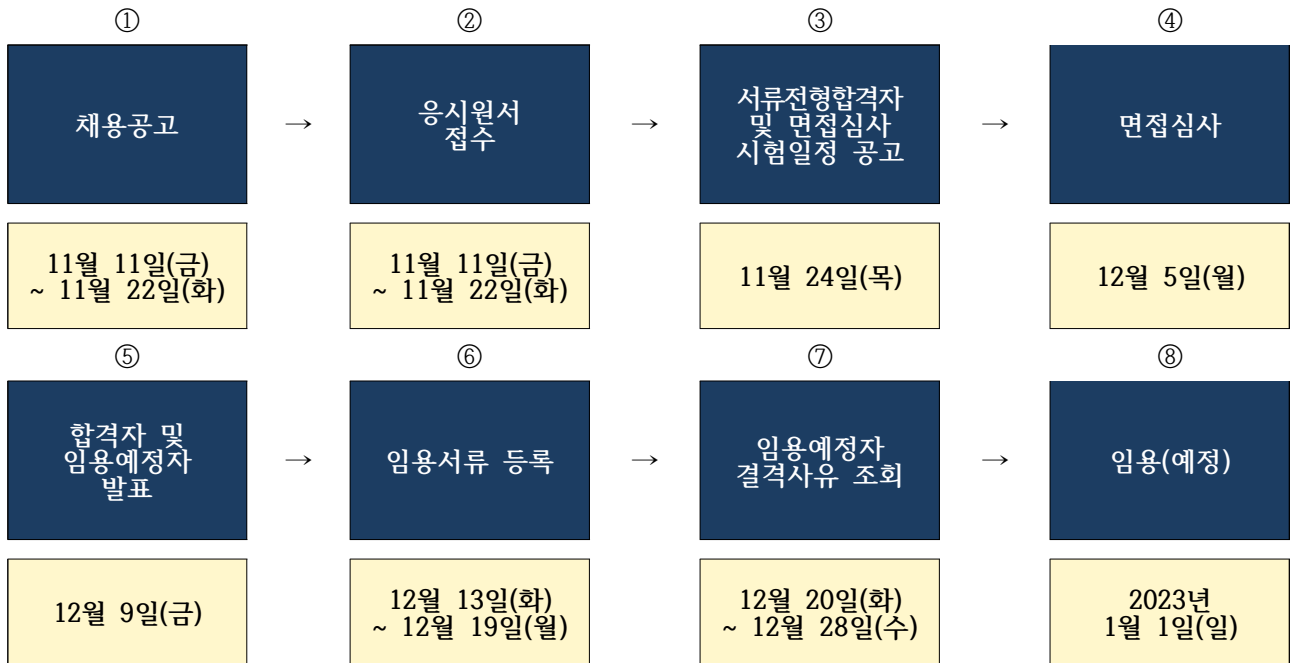 ① ② ③ ④
채용공고 → 응시원서 접수 → 서류전형합격자 및 면접심사 시험일정 공고 → 면접심사
11월 11일(금)
~ 11월 22일(화)
11월 11일(금)
~ 11월 22일(화)
11월 24일(목)
12월 5일(월)
⑤ ⑥ ⑦ ⑧
합격자 및 임용예정자 발표 → 임용서류 등록 → 임용예정자 결격사유 조회 → 임용(예정)
12월 9일(금)
12월 13일(화)
~ 12월 19일(월)
12월 20일(화)
~ 12월 28일(수)
2023년
1월 1일(일)